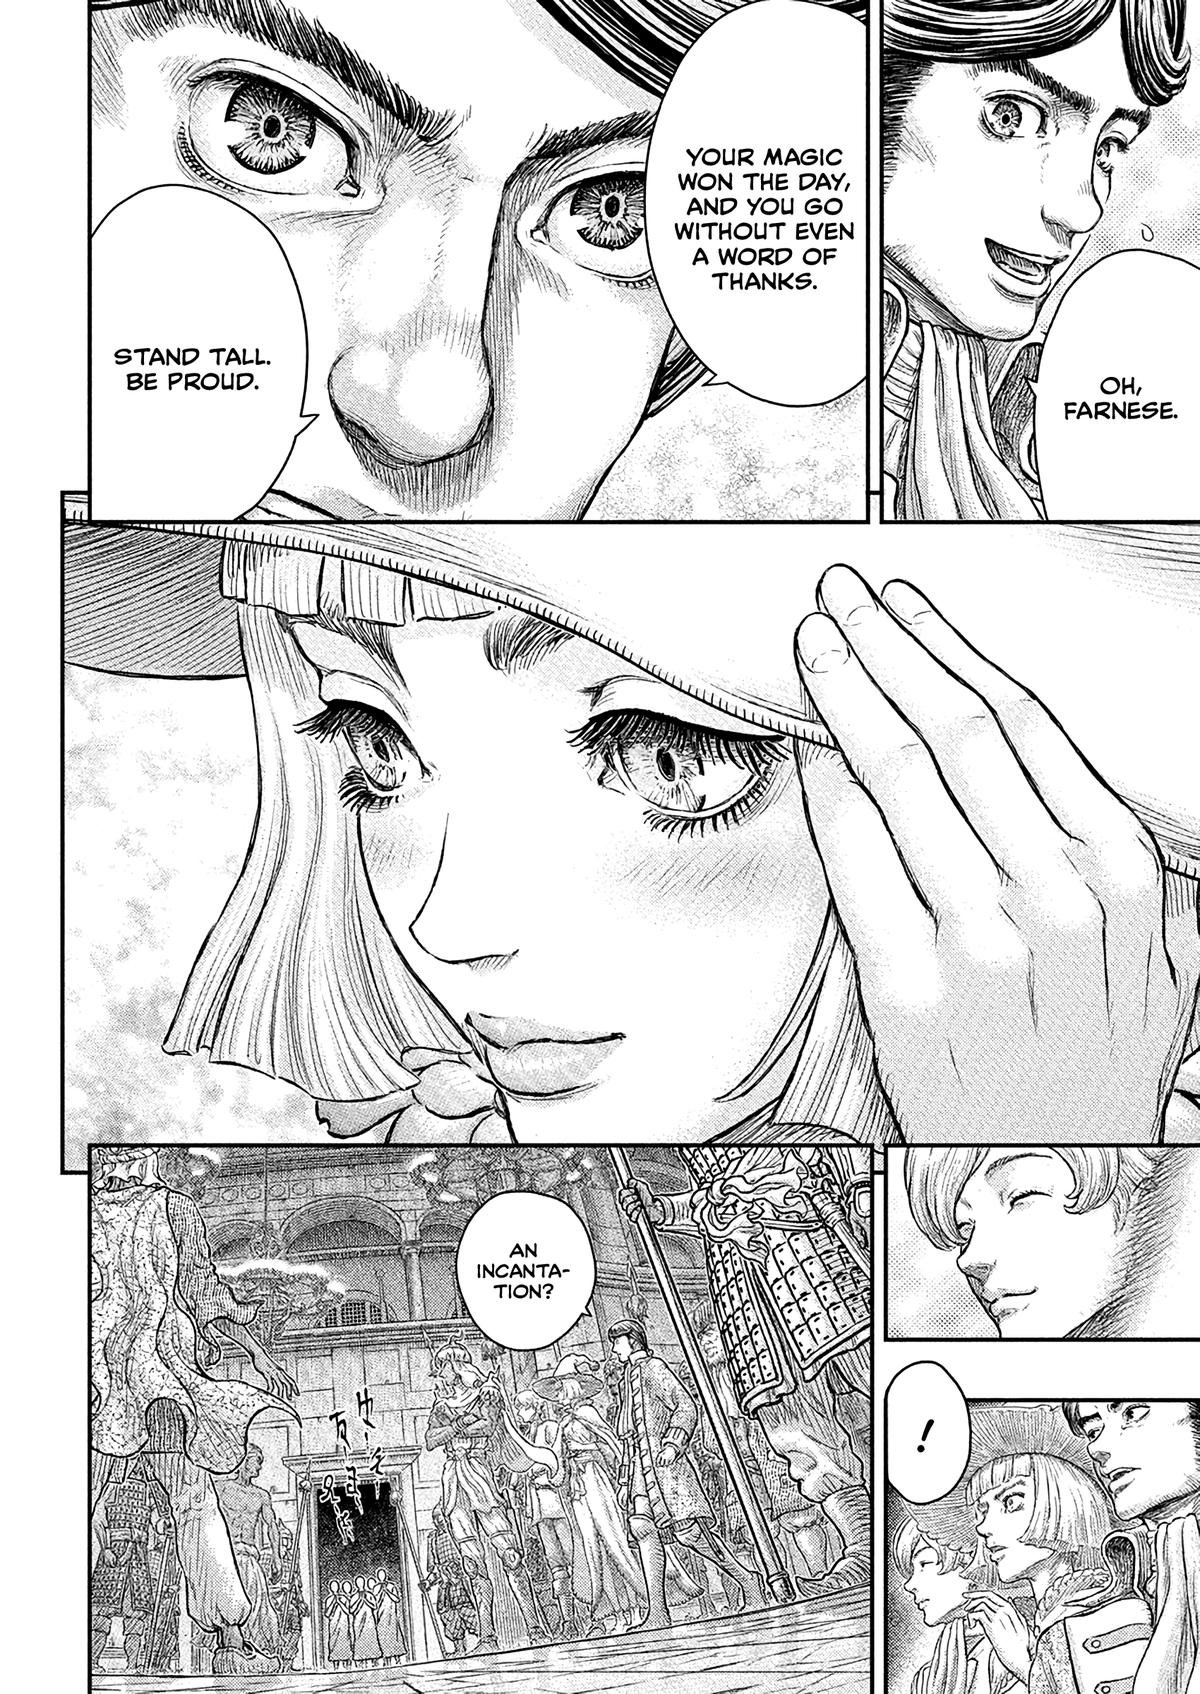 OH,
FARNESE.
YOUR MAGIC
WON THE DAY,
AND YOU GO
WITHOUT EVEN
A WORD OF
THANKS.
STAND TALL.
BE PROUD.
!
AN
INCANTA-
TION?